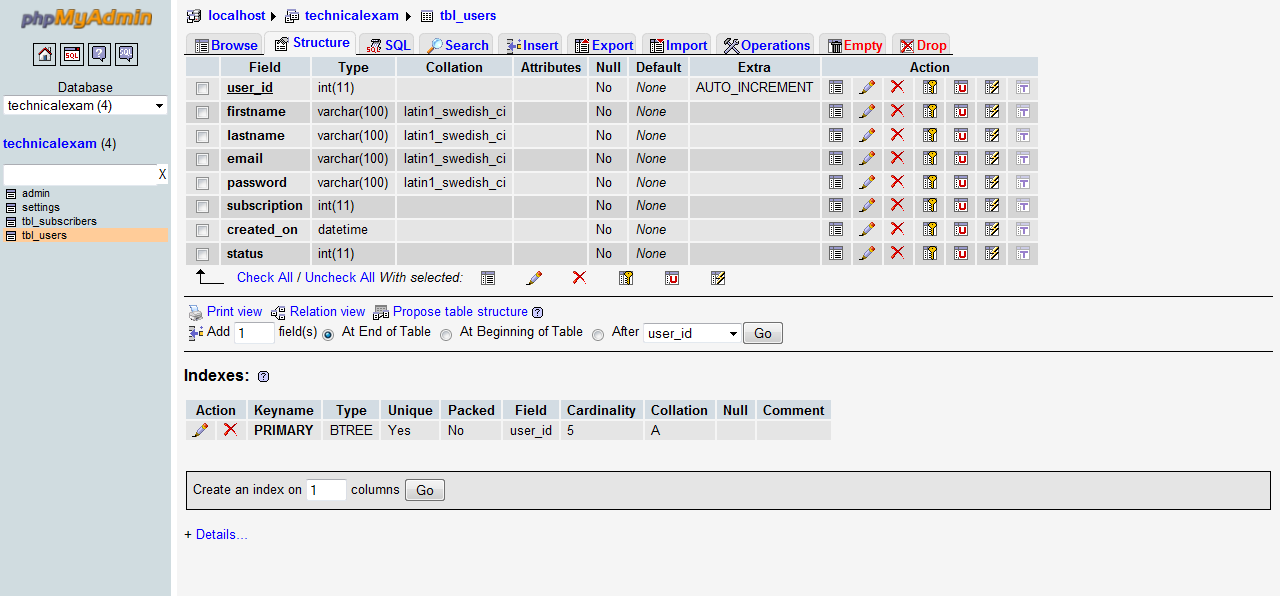 phpMyAdmin
SQL SQL
Database
technicalexam (4)
technicalexam (4)
X
admin
settings
tbl_subscribers
tbl_users
localhost technicalexam tbl_users
Browse Structure SQL Search Insert Export Import Operations Empty Drop
Field Type Collation Attributes Null Default Extra Action
user_id int(11) No None AUTO_INCREMENT
firstname varchar(100) latin1_swedish_ci No None
lastname varchar(100) latin1_swedish_ci No None
email varchar(100) latin1_swedish_ci No None
password varchar(100) latin1_swedish_ci No None
subscription int(11) No None
created_on datetime No None
status int(11) No None
Check All / Uncheck All With selected:
Print view Relation view Propose table structure ?
Add 1 field(s) At End of Table At Beginning of Table After user_id Go
Indexes: ?
Action Keyname Type Unique Packed Field Cardinality Collation Null Comment
PRIMARY BTREE Yes No user_id 5 A
Create an index on 1 columns Go
+ Details...